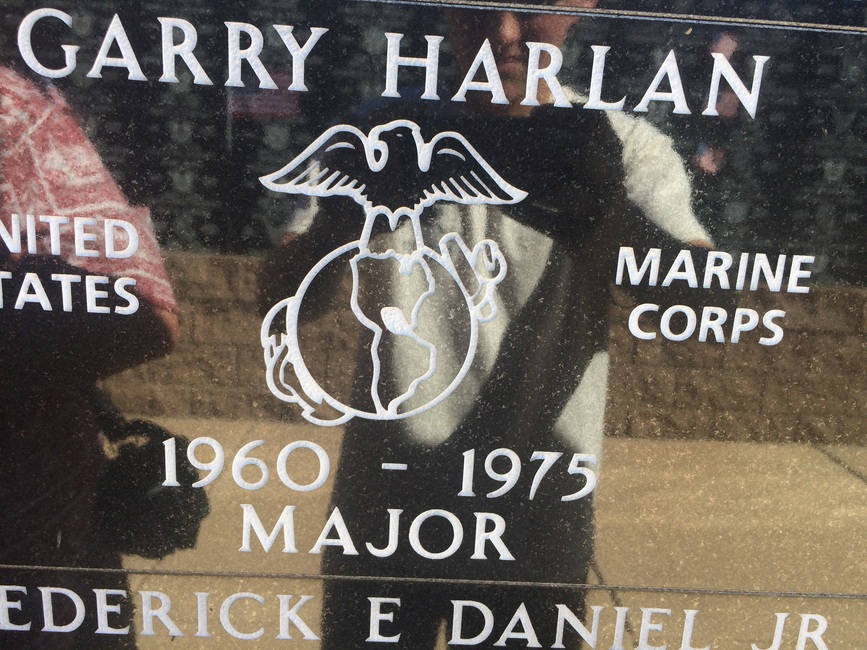 GARRY HARLAN
NITED
TATES
MARINE
CORPS
1960 - 1975
MAJOR
EDERICK E DANIEL JR